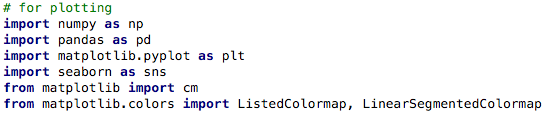 # for plotting
import numpy as np
import pandas as pd
import matplotlib.pyplot as plt
import seaborn as sns
from matplotlib import cm
from matplotlib.colors import ListedColormap, LinearSegmentedColormap